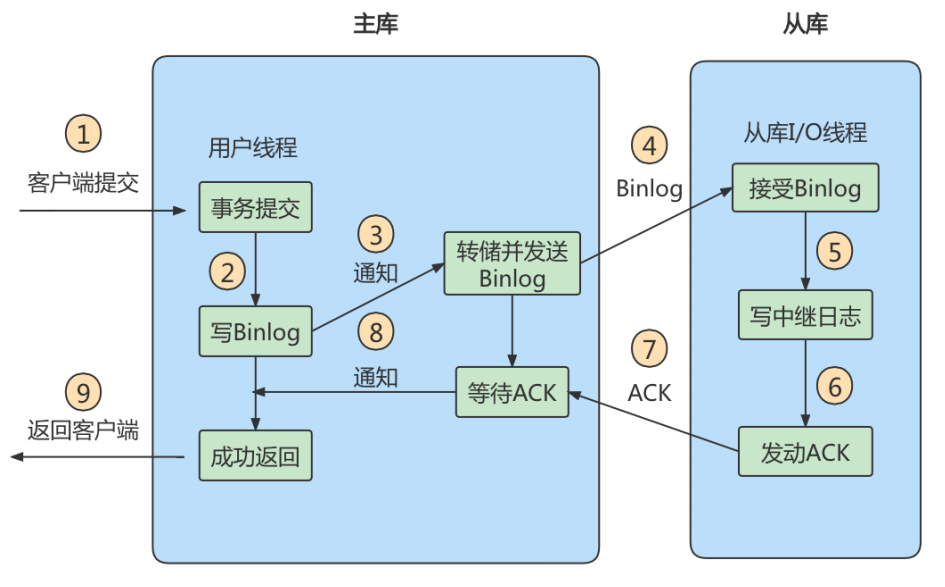 主库
从库
1
客户端提交
用户线程
事务提交
2
写Binlog
3
通知
转储并发送
Binlog
4
Binlog
从库I/O线程
接受Binlog
5
写中继日志
6
发动ACK
7
ACK
等待ACK
8
通知
成功返回
9
返回客户端